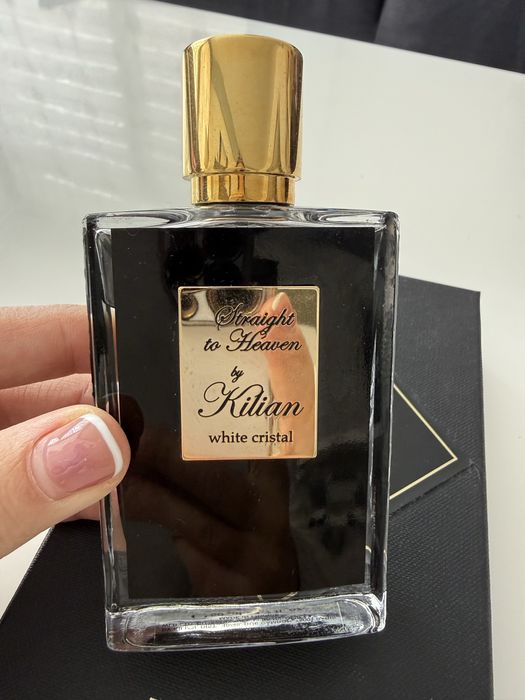 Straight
to Heaven
by
Kilian
white cristal